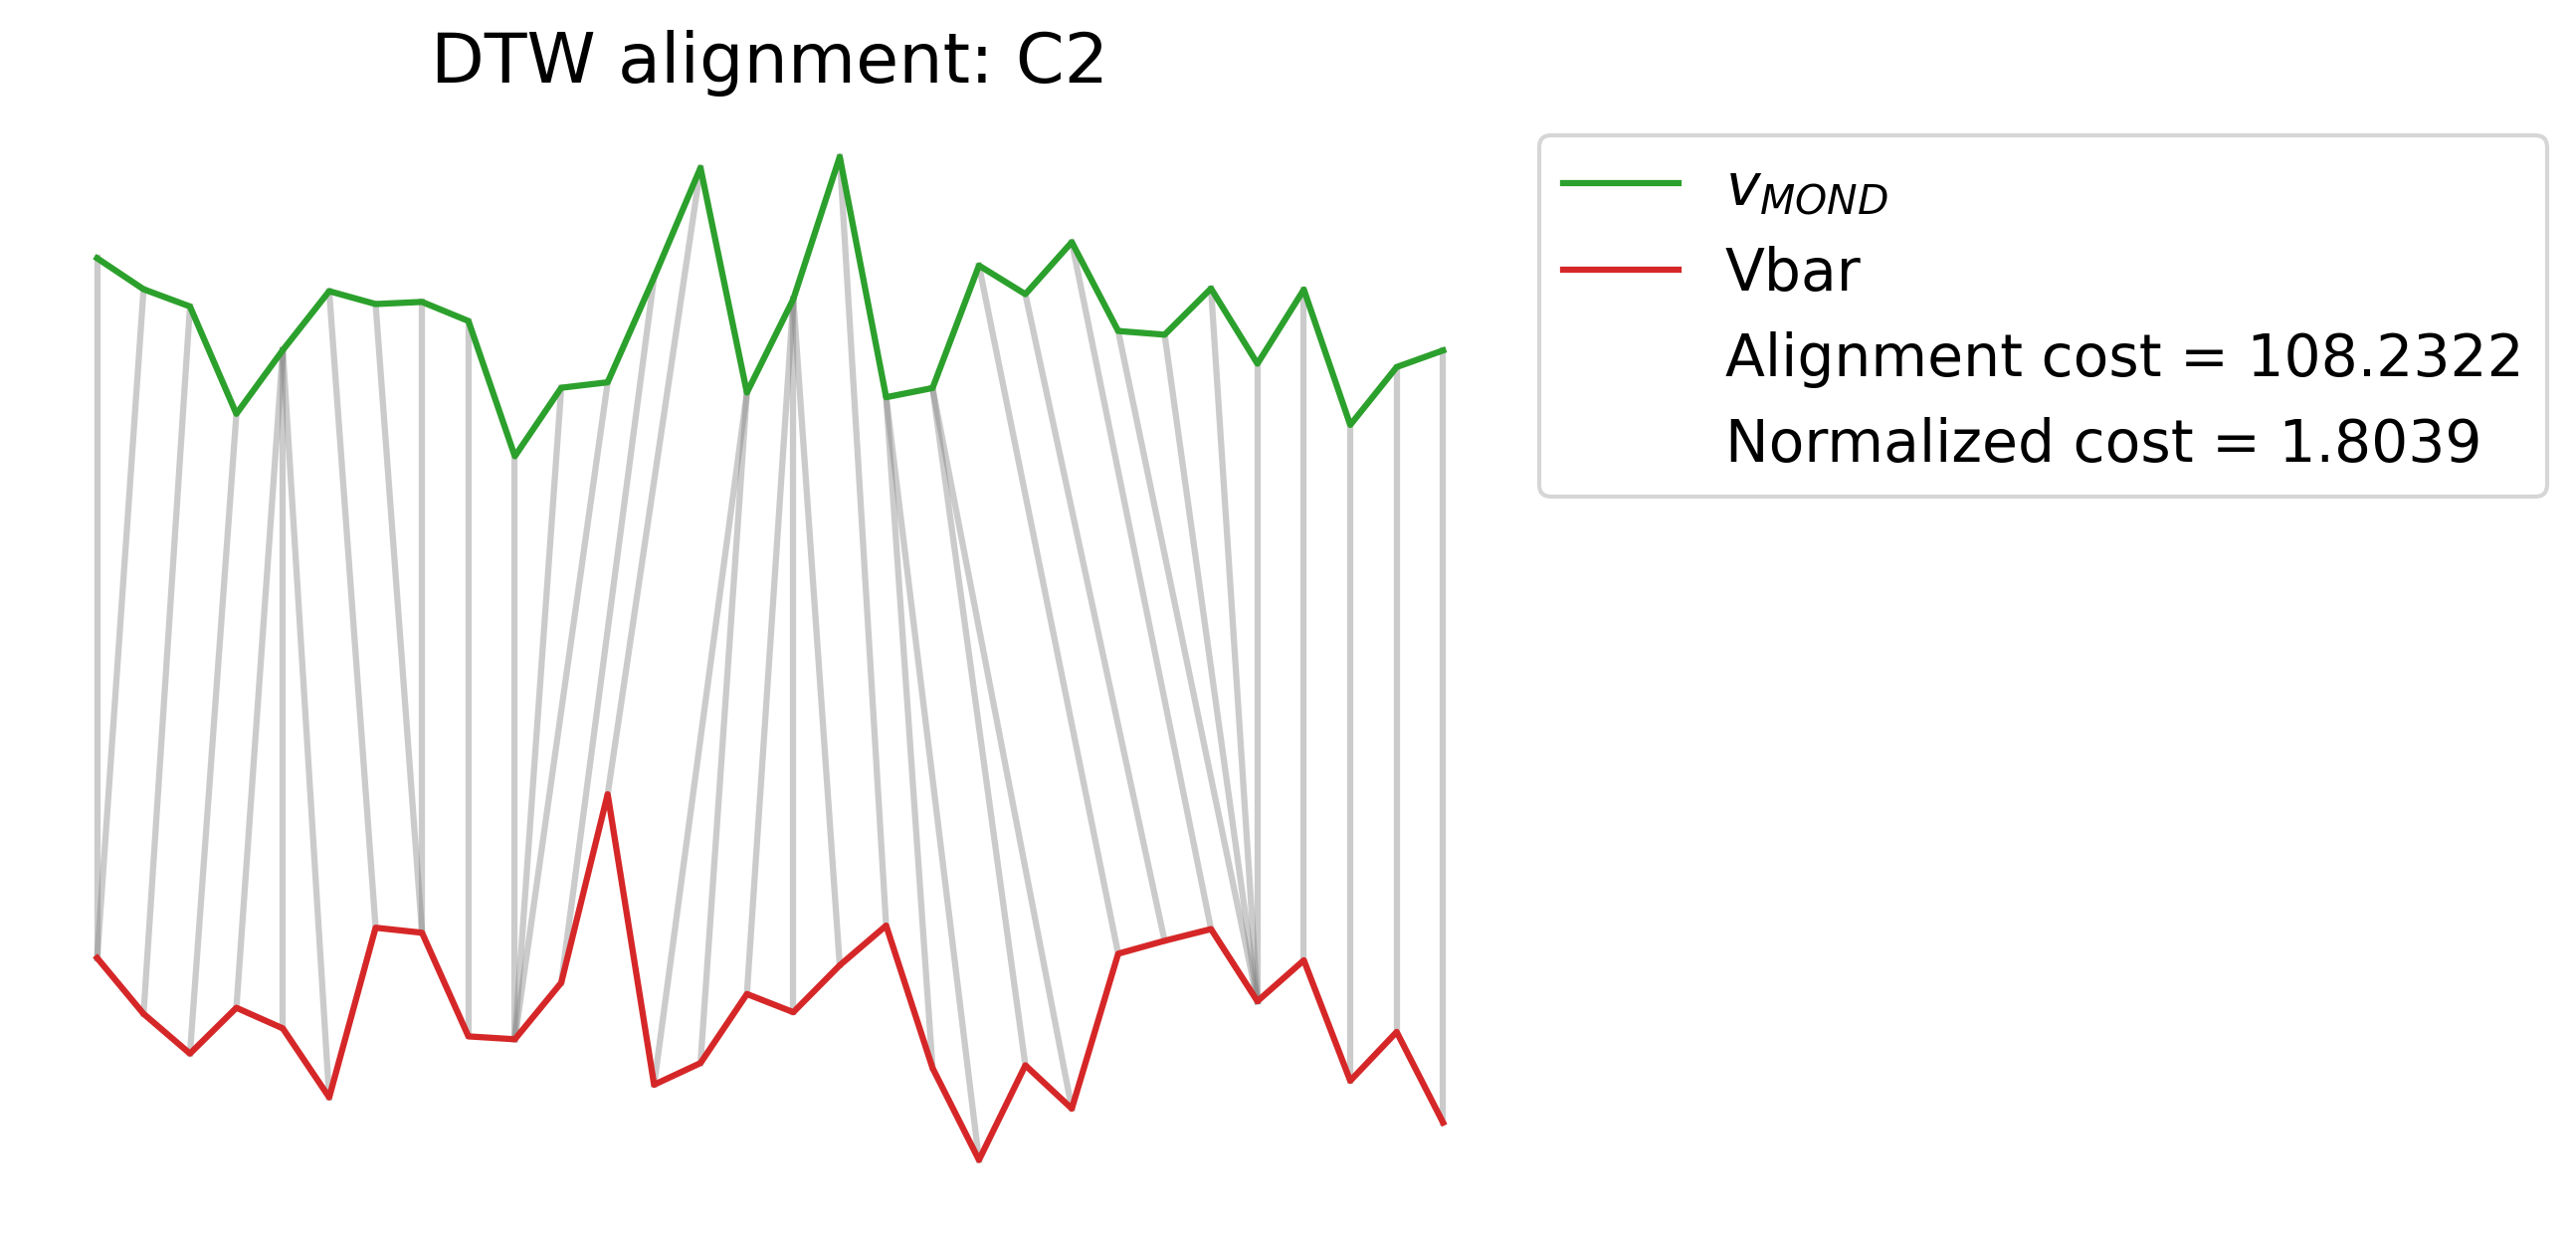 DTW alignment: C2
v_MOND
Vbar
Alignment cost = 108.2322
Normalized cost = 1.8039